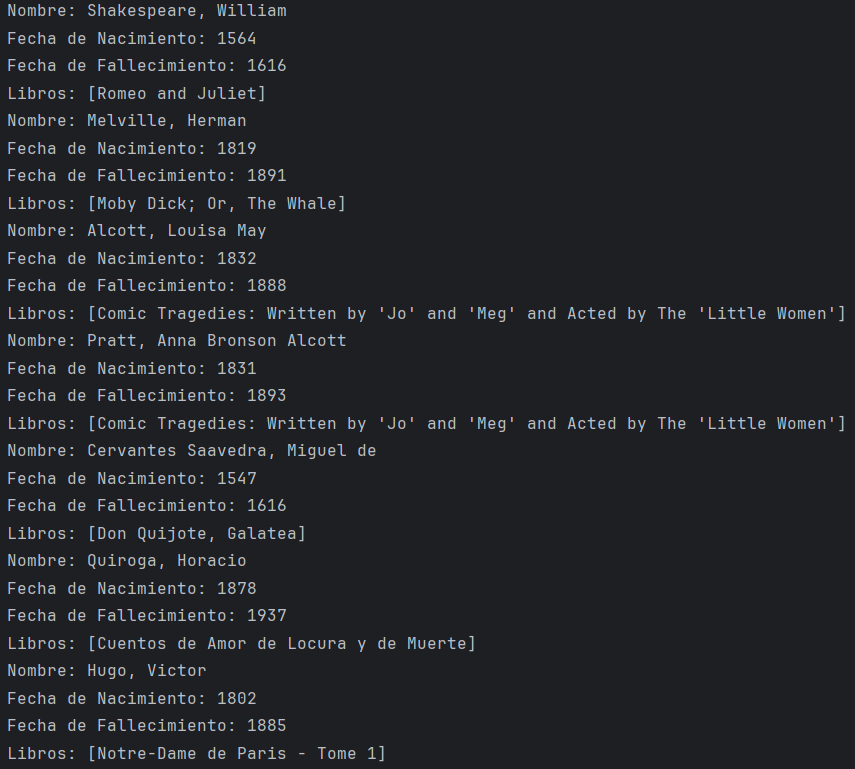 Nombre: Shakespeare, William
Fecha de Nacimiento: 1564
Fecha de Fallecimiento: 1616
Libros: [Romeo and Juliet]
Nombre: Melville, Herman
Fecha de Nacimiento: 1819
Fecha de Fallecimiento: 1891
Libros: [Moby Dick; Or, The Whale]
Nombre: Alcott, Louisa May
Fecha de Nacimiento: 1832
Fecha de Fallecimiento: 1888
Libros: [Comic Tragedies: Written by 'Jo' and 'Meg' and Acted by The 'Little Women']
Nombre: Pratt, Anna Bronson Alcott
Fecha de Nacimiento: 1831
Fecha de Fallecimiento: 1893
Libros: [Comic Tragedies: Written by 'Jo' and 'Meg' and Acted by The 'Little Women']
Nombre: Cervantes Saavedra, Miguel de
Fecha de Nacimiento: 1547
Fecha de Fallecimiento: 1616
Libros: [Don Quijote, Galatea]
Nombre: Quiroga, Horacio
Fecha de Nacimiento: 1878
Fecha de Fallecimiento: 1937
Libros: [Cuentos de Amor de Locura y de Muerte]
Nombre: Hugo, Victor
Fecha de Nacimiento: 1802
Fecha de Fallecimiento: 1885
Libros: [Notre-Dame de Paris - Tome 1]